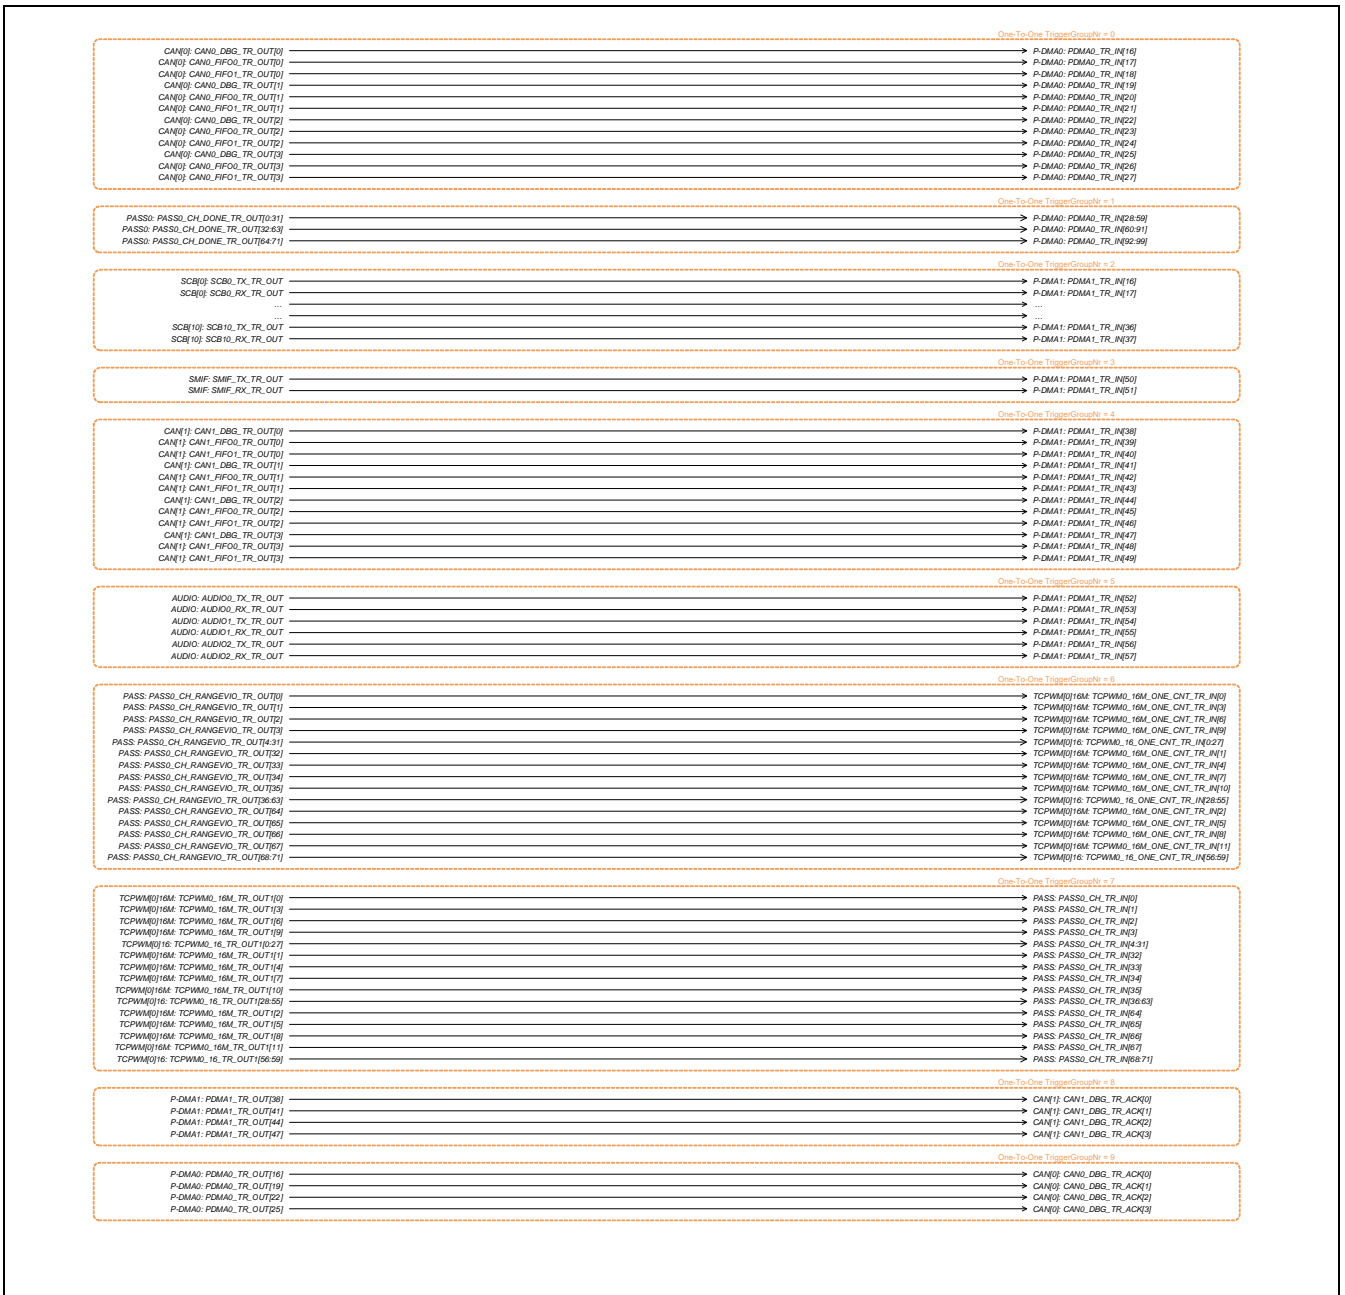 One-To-One TriggerGroupNr = 0
CAN[0]: CAN0_DBG_TR_OUT[0] P-DMA0: PDMA0_TR_IN[16]
CAN[0]: CAN0_FIFO0_TR_OUT[0] P-DMA0: PDMA0_TR_IN[17]
CAN[0]: CAN0_FIFO1_TR_OUT[0] P-DMA0: PDMA0_TR_IN[18]
CAN[0]: CAN0_DBG_TR_OUT[1] P-DMA0: PDMA0_TR_IN[19]
CAN[0]: CAN0_FIFO0_TR_OUT[1] P-DMA0: PDMA0_TR_IN[20]
CAN[0]: CAN0_FIFO1_TR_OUT[1] P-DMA0: PDMA0_TR_IN[21]
CAN[0]: CAN0_DBG_TR_OUT[2] P-DMA0: PDMA0_TR_IN[22]
CAN[0]: CAN0_FIFO0_TR_OUT[2] P-DMA0: PDMA0_TR_IN[23]
CAN[0]: CAN0_FIFO1_TR_OUT[2] P-DMA0: PDMA0_TR_IN[24]
CAN[0]: CAN0_DBG_TR_OUT[3] P-DMA0: PDMA0_TR_IN[25]
CAN[0]: CAN0_FIFO0_TR_OUT[3] P-DMA0: PDMA0_TR_IN[26]
CAN[0]: CAN0_FIFO1_TR_OUT[3] P-DMA0: PDMA0_TR_IN[27]
One-To-One TriggerGroupNr = 1
PASS0: PASS0_CH_DONE_TR_OUT[0:31] P-DMA0: PDMA0_TR_IN[28:59]
PASS0: PASS0_CH_DONE_TR_OUT[32:63] P-DMA0: PDMA0_TR_IN[60:91]
PASS0: PASS0_CH_DONE_TR_OUT[64:71] P-DMA0: PDMA0_TR_IN[92:99]
One-To-One TriggerGroupNr = 2
SCB[0]: SCB0_TX_TR_OUT P-DMA1: PDMA1_TR_IN[16]
SCB[0]: SCB0_RX_TR_OUT P-DMA1: PDMA1_TR_IN[17]
... ...
... ...
SCB[10]: SCB10_TX_TR_OUT P-DMA1: PDMA1_TR_IN[36]
SCB[10]: SCB10_RX_TR_OUT P-DMA1: PDMA1_TR_IN[37]
One-To-One TriggerGroupNr = 3
SMIF: SMIF_TX_TR_OUT P-DMA1: PDMA1_TR_IN[50]
SMIF: SMIF_RX_TR_OUT P-DMA1: PDMA1_TR_IN[51]
One-To-One TriggerGroupNr = 4
CAN[1]: CAN1_DBG_TR_OUT[0] P-DMA1: PDMA1_TR_IN[38]
CAN[1]: CAN1_FIFO0_TR_OUT[0] P-DMA1: PDMA1_TR_IN[39]
CAN[1]: CAN1_FIFO1_TR_OUT[0] P-DMA1: PDMA1_TR_IN[40]
CAN[1]: CAN1_DBG_TR_OUT[1] P-DMA1: PDMA1_TR_IN[41]
CAN[1]: CAN1_FIFO0_TR_OUT[1] P-DMA1: PDMA1_TR_IN[42]
CAN[1]: CAN1_FIFO1_TR_OUT[1] P-DMA1: PDMA1_TR_IN[43]
CAN[1]: CAN1_DBG_TR_OUT[2] P-DMA1: PDMA1_TR_IN[44]
CAN[1]: CAN1_FIFO0_TR_OUT[2] P-DMA1: PDMA1_TR_IN[45]
CAN[1]: CAN1_FIFO1_TR_OUT[2] P-DMA1: PDMA1_TR_IN[46]
CAN[1]: CAN1_DBG_TR_OUT[3] P-DMA1: PDMA1_TR_IN[47]
CAN[1]: CAN1_FIFO0_TR_OUT[3] P-DMA1: PDMA1_TR_IN[48]
CAN[1]: CAN1_FIFO1_TR_OUT[3] P-DMA1: PDMA1_TR_IN[49]
One-To-One TriggerGroupNr = 5
AUDIO: AUDIO0_TX_TR_OUT P-DMA1: PDMA1_TR_IN[52]
AUDIO: AUDIO0_RX_TR_OUT P-DMA1: PDMA1_TR_IN[53]
AUDIO: AUDIO1_TX_TR_OUT P-DMA1: PDMA1_TR_IN[54]
AUDIO: AUDIO1_RX_TR_OUT P-DMA1: PDMA1_TR_IN[55]
AUDIO: AUDIO2_TX_TR_OUT P-DMA1: PDMA1_TR_IN[56]
AUDIO: AUDIO2_RX_TR_OUT P-DMA1: PDMA1_TR_IN[57]
One-To-One TriggerGroupNr = 6
PASS: PASS0_CH_RANGEVIO_TR_OUT[0] TCPWM[0]16M: TCPWM0_16M_ONE_CNT_TR_IN[0]
PASS: PASS0_CH_RANGEVIO_TR_OUT[1] TCPWM[0]16M: TCPWM0_16M_ONE_CNT_TR_IN[3]
PASS: PASS0_CH_RANGEVIO_TR_OUT[2] TCPWM[0]16M: TCPWM0_16M_ONE_CNT_TR_IN[6]
PASS: PASS0_CH_RANGEVIO_TR_OUT[3] TCPWM[0]16M: TCPWM0_16M_ONE_CNT_TR_IN[9]
PASS: PASS0_CH_RANGEVIO_TR_OUT[4:31] TCPWM[0]16: TCPWM0_16_ONE_CNT_TR_IN[0:27]
PASS: PASS0_CH_RANGEVIO_TR_OUT[32] TCPWM[0]16M: TCPWM0_16M_ONE_CNT_TR_IN[1]
PASS: PASS0_CH_RANGEVIO_TR_OUT[33] TCPWM[0]16M: TCPWM0_16M_ONE_CNT_TR_IN[4]
PASS: PASS0_CH_RANGEVIO_TR_OUT[34] TCPWM[0]16M: TCPWM0_16M_ONE_CNT_TR_IN[7]
PASS: PASS0_CH_RANGEVIO_TR_OUT[35] TCPWM[0]16M: TCPWM0_16M_ONE_CNT_TR_IN[10]
PASS: PASS0_CH_RANGEVIO_TR_OUT[36:63] TCPWM[0]16: TCPWM0_16_ONE_CNT_TR_IN[28:55]
PASS: PASS0_CH_RANGEVIO_TR_OUT[64] TCPWM[0]16M: TCPWM0_16M_ONE_CNT_TR_IN[2]
PASS: PASS0_CH_RANGEVIO_TR_OUT[65] TCPWM[0]16M: TCPWM0_16M_ONE_CNT_TR_IN[5]
PASS: PASS0_CH_RANGEVIO_TR_OUT[66] TCPWM[0]16M: TCPWM0_16M_ONE_CNT_TR_IN[8]
PASS: PASS0_CH_RANGEVIO_TR_OUT[67] TCPWM[0]16M: TCPWM0_16M_ONE_CNT_TR_IN[11]
PASS: PASS0_CH_RANGEVIO_TR_OUT[68:71] TCPWM[0]16: TCPWM0_16_ONE_CNT_TR_IN[56:59]
One-To-One TriggerGroupNr = 7
TCPWM[0]16M: TCPWM0_16M_TR_OUT1[0] PASS: PASS0_CH_TR_IN[0]
TCPWM[0]16M: TCPWM0_16M_TR_OUT1[3] PASS: PASS0_CH_TR_IN[1]
TCPWM[0]16M: TCPWM0_16M_TR_OUT1[6] PASS: PASS0_CH_TR_IN[2]
TCPWM[0]16M: TCPWM0_16M_TR_OUT1[9] PASS: PASS0_CH_TR_IN[3]
TCPWM[0]16: TCPWM0_16_TR_OUT1[0:27] PASS: PASS0_CH_TR_IN[4:31]
TCPWM[0]16M: TCPWM0_16M_TR_OUT1[1] PASS: PASS0_CH_TR_IN[32]
TCPWM[0]16M: TCPWM0_16M_TR_OUT1[4] PASS: PASS0_CH_TR_IN[33]
TCPWM[0]16M: TCPWM0_16M_TR_OUT1[7] PASS: PASS0_CH_TR_IN[34]
TCPWM[0]16M: TCPWM0_16M_TR_OUT1[10] PASS: PASS0_CH_TR_IN[35]
TCPWM[0]16: TCPWM0_16_TR_OUT1[28:55] PASS: PASS0_CH_TR_IN[36:63]
TCPWM[0]16M: TCPWM0_16M_TR_OUT1[2] PASS: PASS0_CH_TR_IN[64]
TCPWM[0]16M: TCPWM0_16M_TR_OUT1[5] PASS: PASS0_CH_TR_IN[65]
TCPWM[0]16M: TCPWM0_16M_TR_OUT1[8] PASS: PASS0_CH_TR_IN[66]
TCPWM[0]16M: TCPWM0_16M_TR_OUT1[11] PASS: PASS0_CH_TR_IN[67]
TCPWM[0]16: TCPWM0_16_TR_OUT1[56:59] PASS: PASS0_CH_TR_IN[68:71]
One-To-One TriggerGroupNr = 8
P-DMA1: PDMA1_TR_OUT[38] CAN[1]: CAN1_DBG_TR_ACK[0]
P-DMA1: PDMA1_TR_OUT[41] CAN[1]: CAN1_DBG_TR_ACK[1]
P-DMA1: PDMA1_TR_OUT[44] CAN[1]: CAN1_DBG_TR_ACK[2]
P-DMA1: PDMA1_TR_OUT[47] CAN[1]: CAN1_DBG_TR_ACK[3]
One-To-One TriggerGroupNr = 9
P-DMA0: PDMA0_TR_OUT[16] CAN[0]: CAN0_DBG_TR_ACK[0]
P-DMA0: PDMA0_TR_OUT[19] CAN[0]: CAN0_DBG_TR_ACK[1]
P-DMA0: PDMA0_TR_OUT[22] CAN[0]: CAN0_DBG_TR_ACK[2]
P-DMA0: PDMA0_TR_OUT[25] CAN[0]: CAN0_DBG_TR_ACK[3]